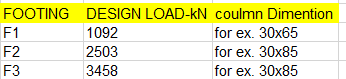 FOOTING DESIGN LOAD-kN coulmn Dimention
F1 1092 for ex. 30x65
F2 2503 for ex. 30x85
F3 3458 for ex. 30x85